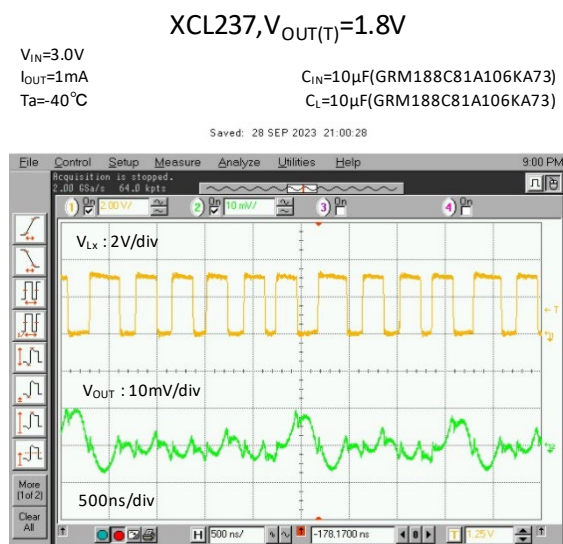 XCL237,VOUT(T)=1.8V
VIN=3.0V
IOUT=1mA
Ta=-40℃
CIN=10μF(GRM188C81A106KA73)
CL=10μF(GRM188C81A106KA73)
Saved: 28 SEP 2023 21:00:28
File Control Setup Measure Analyze Utilities Help 9:00 PM
Acquisition is stopped.
2.00 GSa/s 64.0 kpts
1 On 2.00 V/ 2 On 10 mV/ 3 On 4 On
VLx : 2V/div
T
VOUT : 10mV/div
500ns/div
More
(1 of 2)
Clear
All
H 500 ns/ -178.1700 ns 0 T 1.25 V